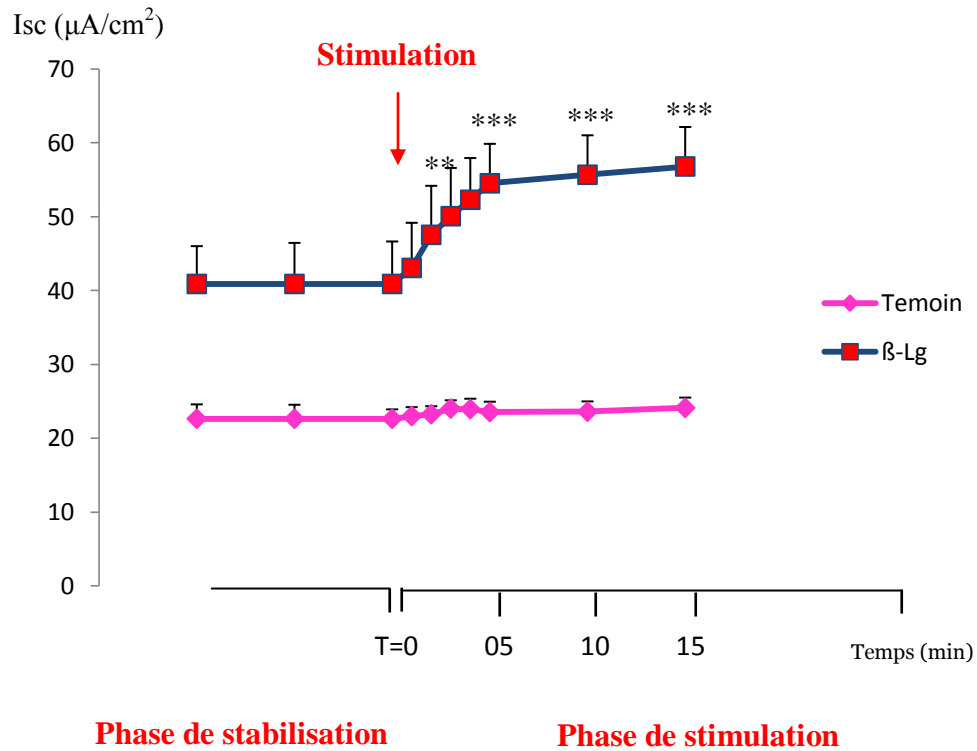 Isc (µA/cm²)
Stimulation
70
60
50
40
30
20
10
0
***
***
***
**
Temoin
ß-Lg
T=0 05 10 15 Temps (min)
Phase de stabilisation Phase de stimulation